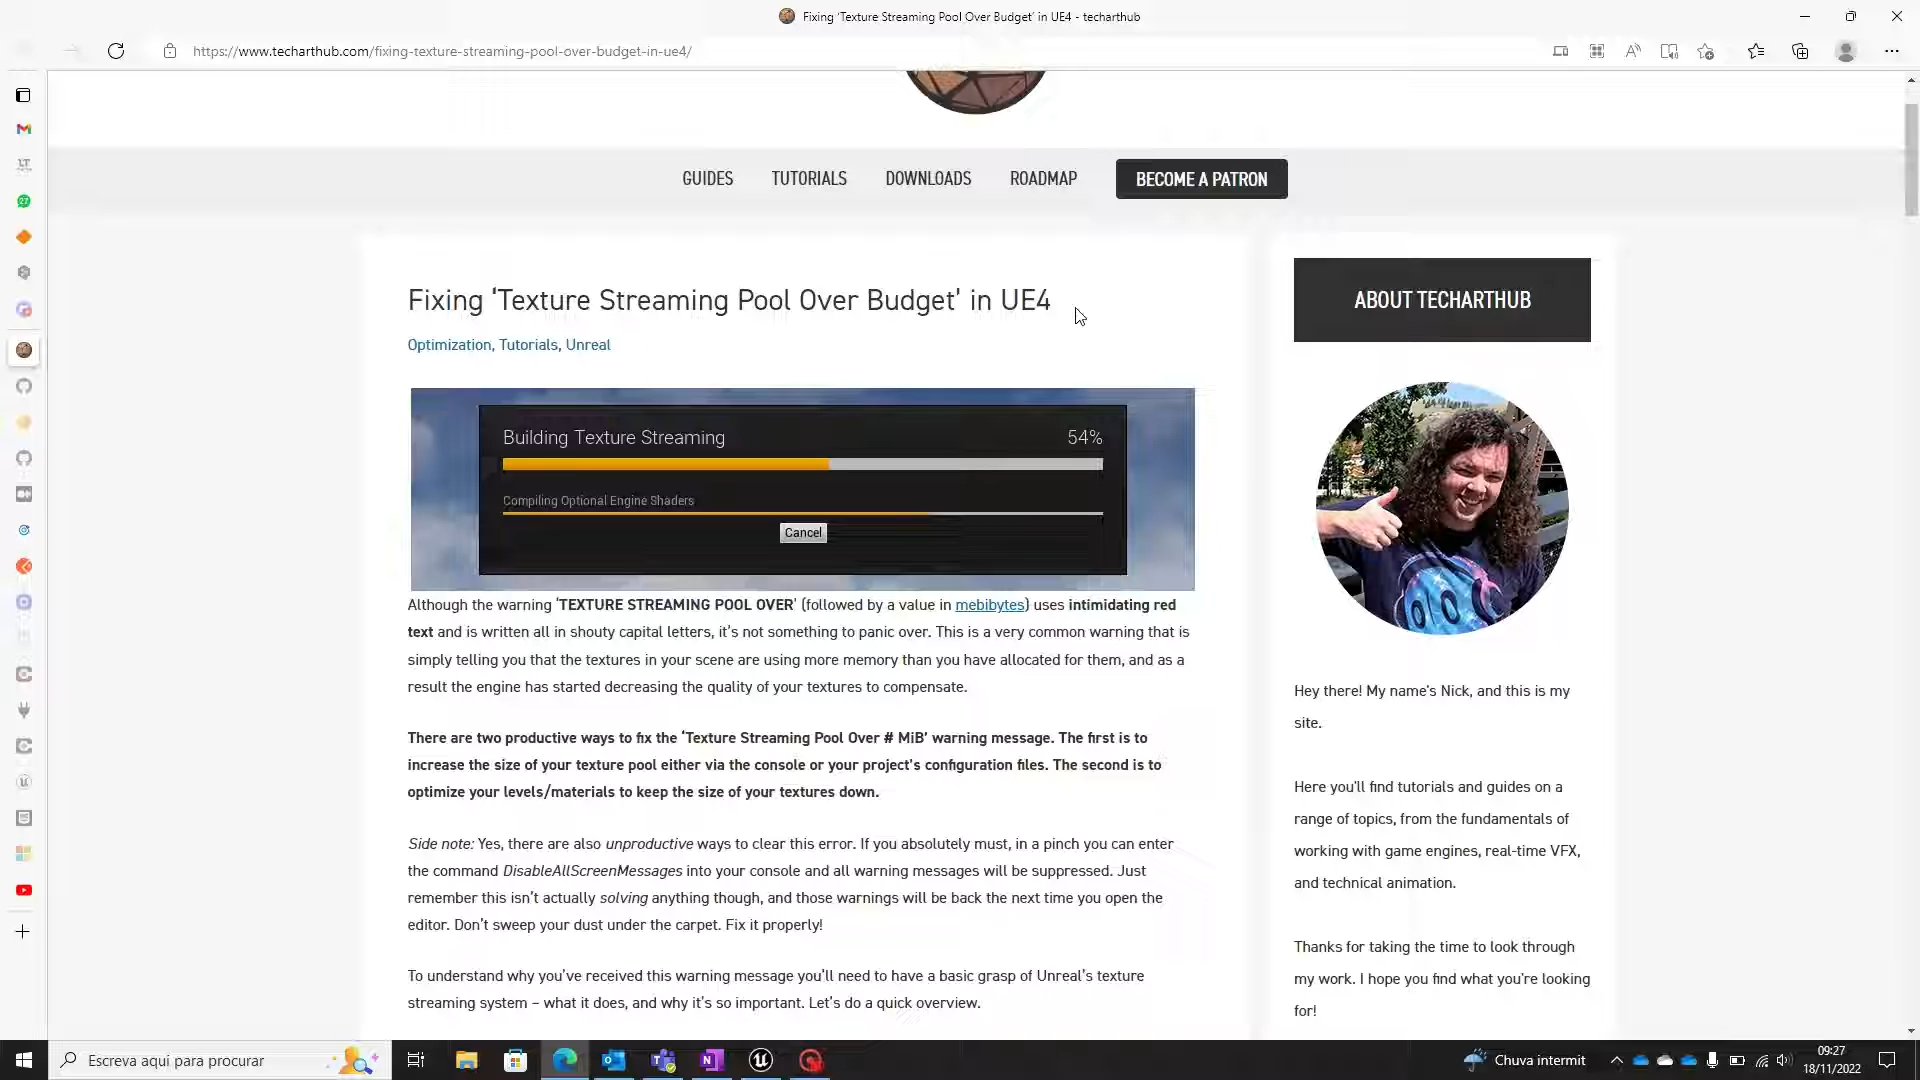 Fixing ‘Texture Streaming Pool Over Budget’ in UE4 - techarthub
https://www.techarthub.com/fixing-texture-streaming-pool-over-budget-in-ue4/
GUIDES
TUTORIALS
DOWNLOADS
ROADMAP
BECOME A PATRON
Fixing ‘Texture Streaming Pool Over Budget’ in UE4
Optimization, Tutorials, Unreal
Building Texture Streaming
54%
Compiling Optional Engine Shaders
Cancel
Although the warning ‘TEXTURE STREAMING POOL OVER’ (followed by a value in mebibytes) uses intimidating red
text and is written all in shouty capital letters, it’s not something to panic over. This is a very common warning that is
simply telling you that the textures in your scene are using more memory than you have allocated for them, and as a
result the engine has started decreasing the quality of your textures to compensate.
There are two productive ways to fix the ‘Texture Streaming Pool Over # MiB’ warning message. The first is to
increase the size of your texture pool either via the console or your project’s configuration files. The second is to
optimize your levels/materials to keep the size of your textures down.
Side note: Yes, there are also unproductive ways to clear this error. If you absolutely must, in a pinch you can enter
the command DisableAllScreenMessages into your console and all warning messages will be suppressed. Just
remember this isn’t actually solving anything though, and those warnings will be back the next time you open the
editor. Don’t sweep your dust under the carpet. Fix it properly!
To understand why you’ve received this warning message you’ll need to have a basic grasp of Unreal’s texture
streaming system – what it does, and why it’s so important. Let’s do a quick overview.
ABOUT TECHARTHUB
Hey there! My name's Nick, and this is my
site.
Here you'll find tutorials and guides on a
range of topics, from the fundamentals of
working with game engines, real-time VFX,
and technical animation.
Thanks for taking the time to look through
my work. I hope you find what you're looking
for!
Escreva aqui para procurar
Chuva intermit
09:27
18/11/2022